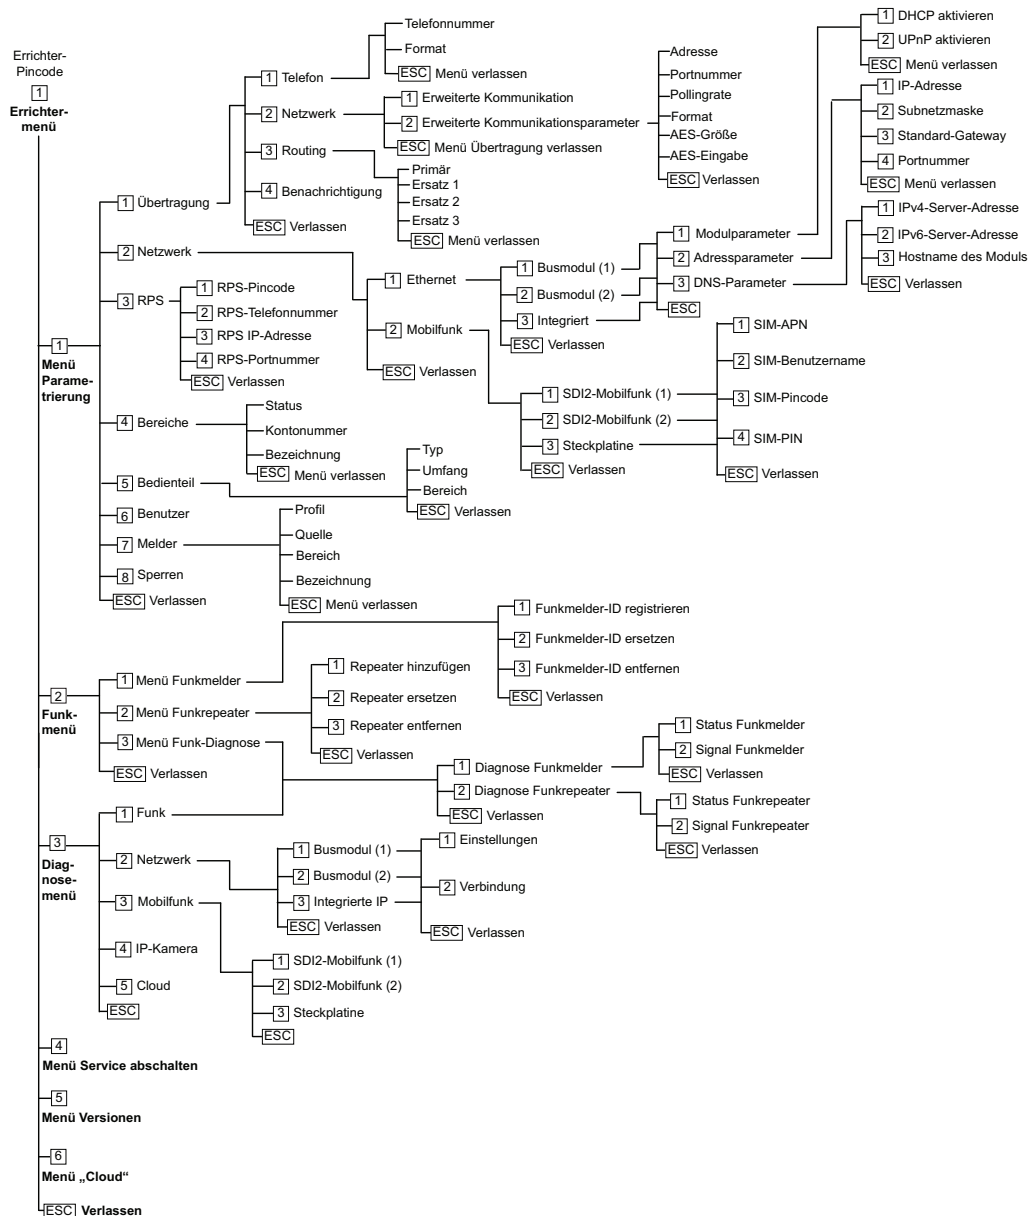 Errichter-
Pincode
1
Errichter-
menü
1
Menü
Parame-
trierung
1 Übertragung
1 Telefon
Telefonnummer
Format
ESC Menü verlassen
2 Netzwerk
1 Erweiterte Kommunikation
2 Erweiterte Kommunikationsparameter
Adresse
Portnummer
Pollingrate
Format
AES-Größe
AES-Eingabe
ESC Verlassen
ESC Menü Übertragung verlassen
3 Routing
Primär
Ersatz 1
Ersatz 2
Ersatz 3
ESC Menü verlassen
4 Benachrichtigung
ESC Verlassen
2 Netzwerk
1 Ethernet
1 Busmodul (1)
2 Busmodul (2)
3 Integriert
ESC Verlassen
1 Modulparameter
1 DHCP aktivieren
2 UPnP aktivieren
ESC Menü verlassen
2 Adressparameter
1 IP-Adresse
2 Subnetzmaske
3 Standard-Gateway
4 Portnummer
ESC Menü verlassen
3 DNS-Parameter
1 IPv4-Server-Adresse
2 IPv6-Server-Adresse
3 Hostname des Moduls
ESC Verlassen
ESC
2 Mobilfunk
1 SDI2-Mobilfunk (1)
2 SDI2-Mobilfunk (2)
3 Steckplatine
ESC Verlassen
1 SIM-APN
2 SIM-Benutzername
3 SIM-Pincode
4 SIM-PIN
ESC Verlassen
ESC Verlassen
3 RPS
1 RPS-Pincode
2 RPS-Telefonnummer
3 RPS IP-Adresse
4 RPS-Portnummer
ESC Verlassen
4 Bereiche
Status
Kontonummer
Bezeichnung
ESC Menü verlassen
5 Bedienteil
Typ
Umfang
Bereich
ESC Verlassen
6 Benutzer
7 Melder
Profil
Quelle
Bereich
Bezeichnung
ESC Menü verlassen
8 Sperren
ESC Verlassen
2
Funk-
menü
1 Menü Funkmelder
1 Funkmelder-ID registrieren
2 Funkmelder-ID ersetzen
3 Funkmelder-ID entfernen
ESC Verlassen
2 Menü Funkrepeater
1 Repeater hinzufügen
2 Repeater ersetzen
3 Repeater entfernen
ESC Verlassen
3 Menü Funk-Diagnose
ESC Verlassen
1 Diagnose Funkmelder
1 Status Funkmelder
2 Signal Funkmelder
ESC Verlassen
2 Diagnose Funkrepeater
1 Status Funkrepeater
2 Signal Funkrepeater
ESC Verlassen
ESC Verlassen
3
Diag-
nose-
menü
1 Funk
2 Netzwerk
1 Busmodul (1)
2 Busmodul (2)
3 Integrierte IP
ESC Verlassen
1 Einstellungen
2 Verbindung
ESC Verlassen
3 Mobilfunk
1 SDI2-Mobilfunk (1)
2 SDI2-Mobilfunk (2)
3 Steckplatine
ESC
4 IP-Kamera
5 Cloud
ESC
4
Menü Service abschalten
5
Menü Versionen
6
Menü „Cloud“
ESC Verlassen